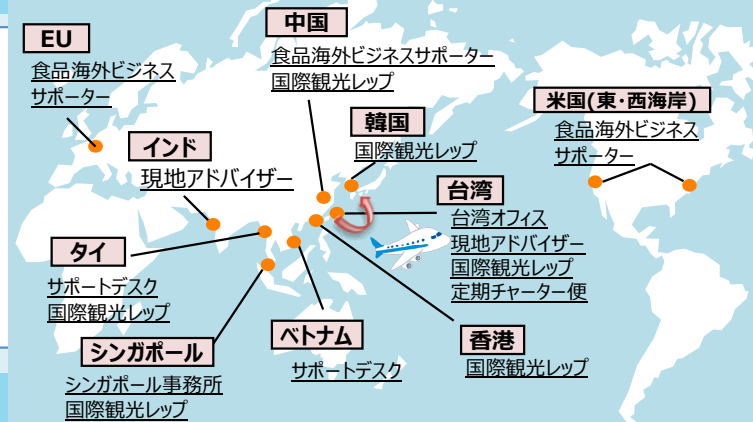 EU
食品海外ビジネス
サポーター
中国
食品海外ビジネスサポーター
国際観光レップ
米国(東・西海岸)
食品海外ビジネス
サポーター
韓国
国際観光レップ
インド
現地アドバイザー
台湾
台湾オフィス
現地アドバイザー
国際観光レップ
定期チャーター便
タイ
サポートデスク
国際観光レップ
シンガポール
シンガポール事務所
国際観光レップ
ベトナム
サポートデスク
香港
国際観光レップ